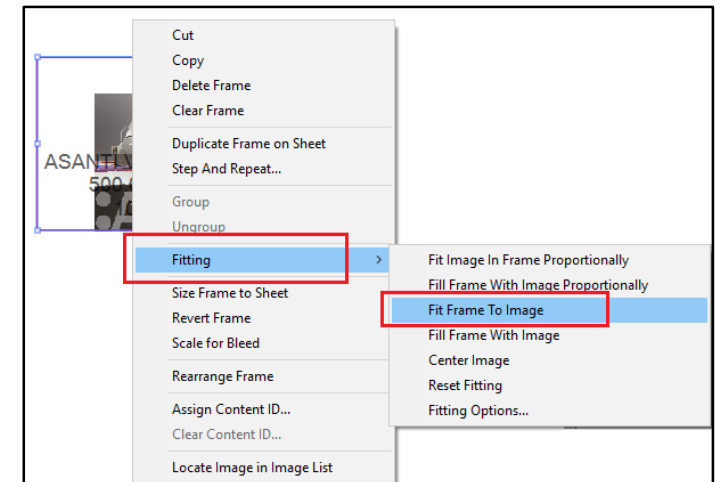 Cut
Copy
Delete Frame
Clear Frame
Duplicate Frame on Sheet
ASANTI
Step And Repeat...
500.
Group
Ungroup
Fitting >
Fit Image In Frame Proportionally
Fill Frame With Image Proportionally
Size Frame to Sheet
Fit Frame To Image
Revert Frame
Fill Frame With Image
Scale for Bleed
Center Image
Rearrange Frame
Reset Fitting
Assign Content ID...
Fitting Options...
Clear Content ID...
Locate Image in Image List